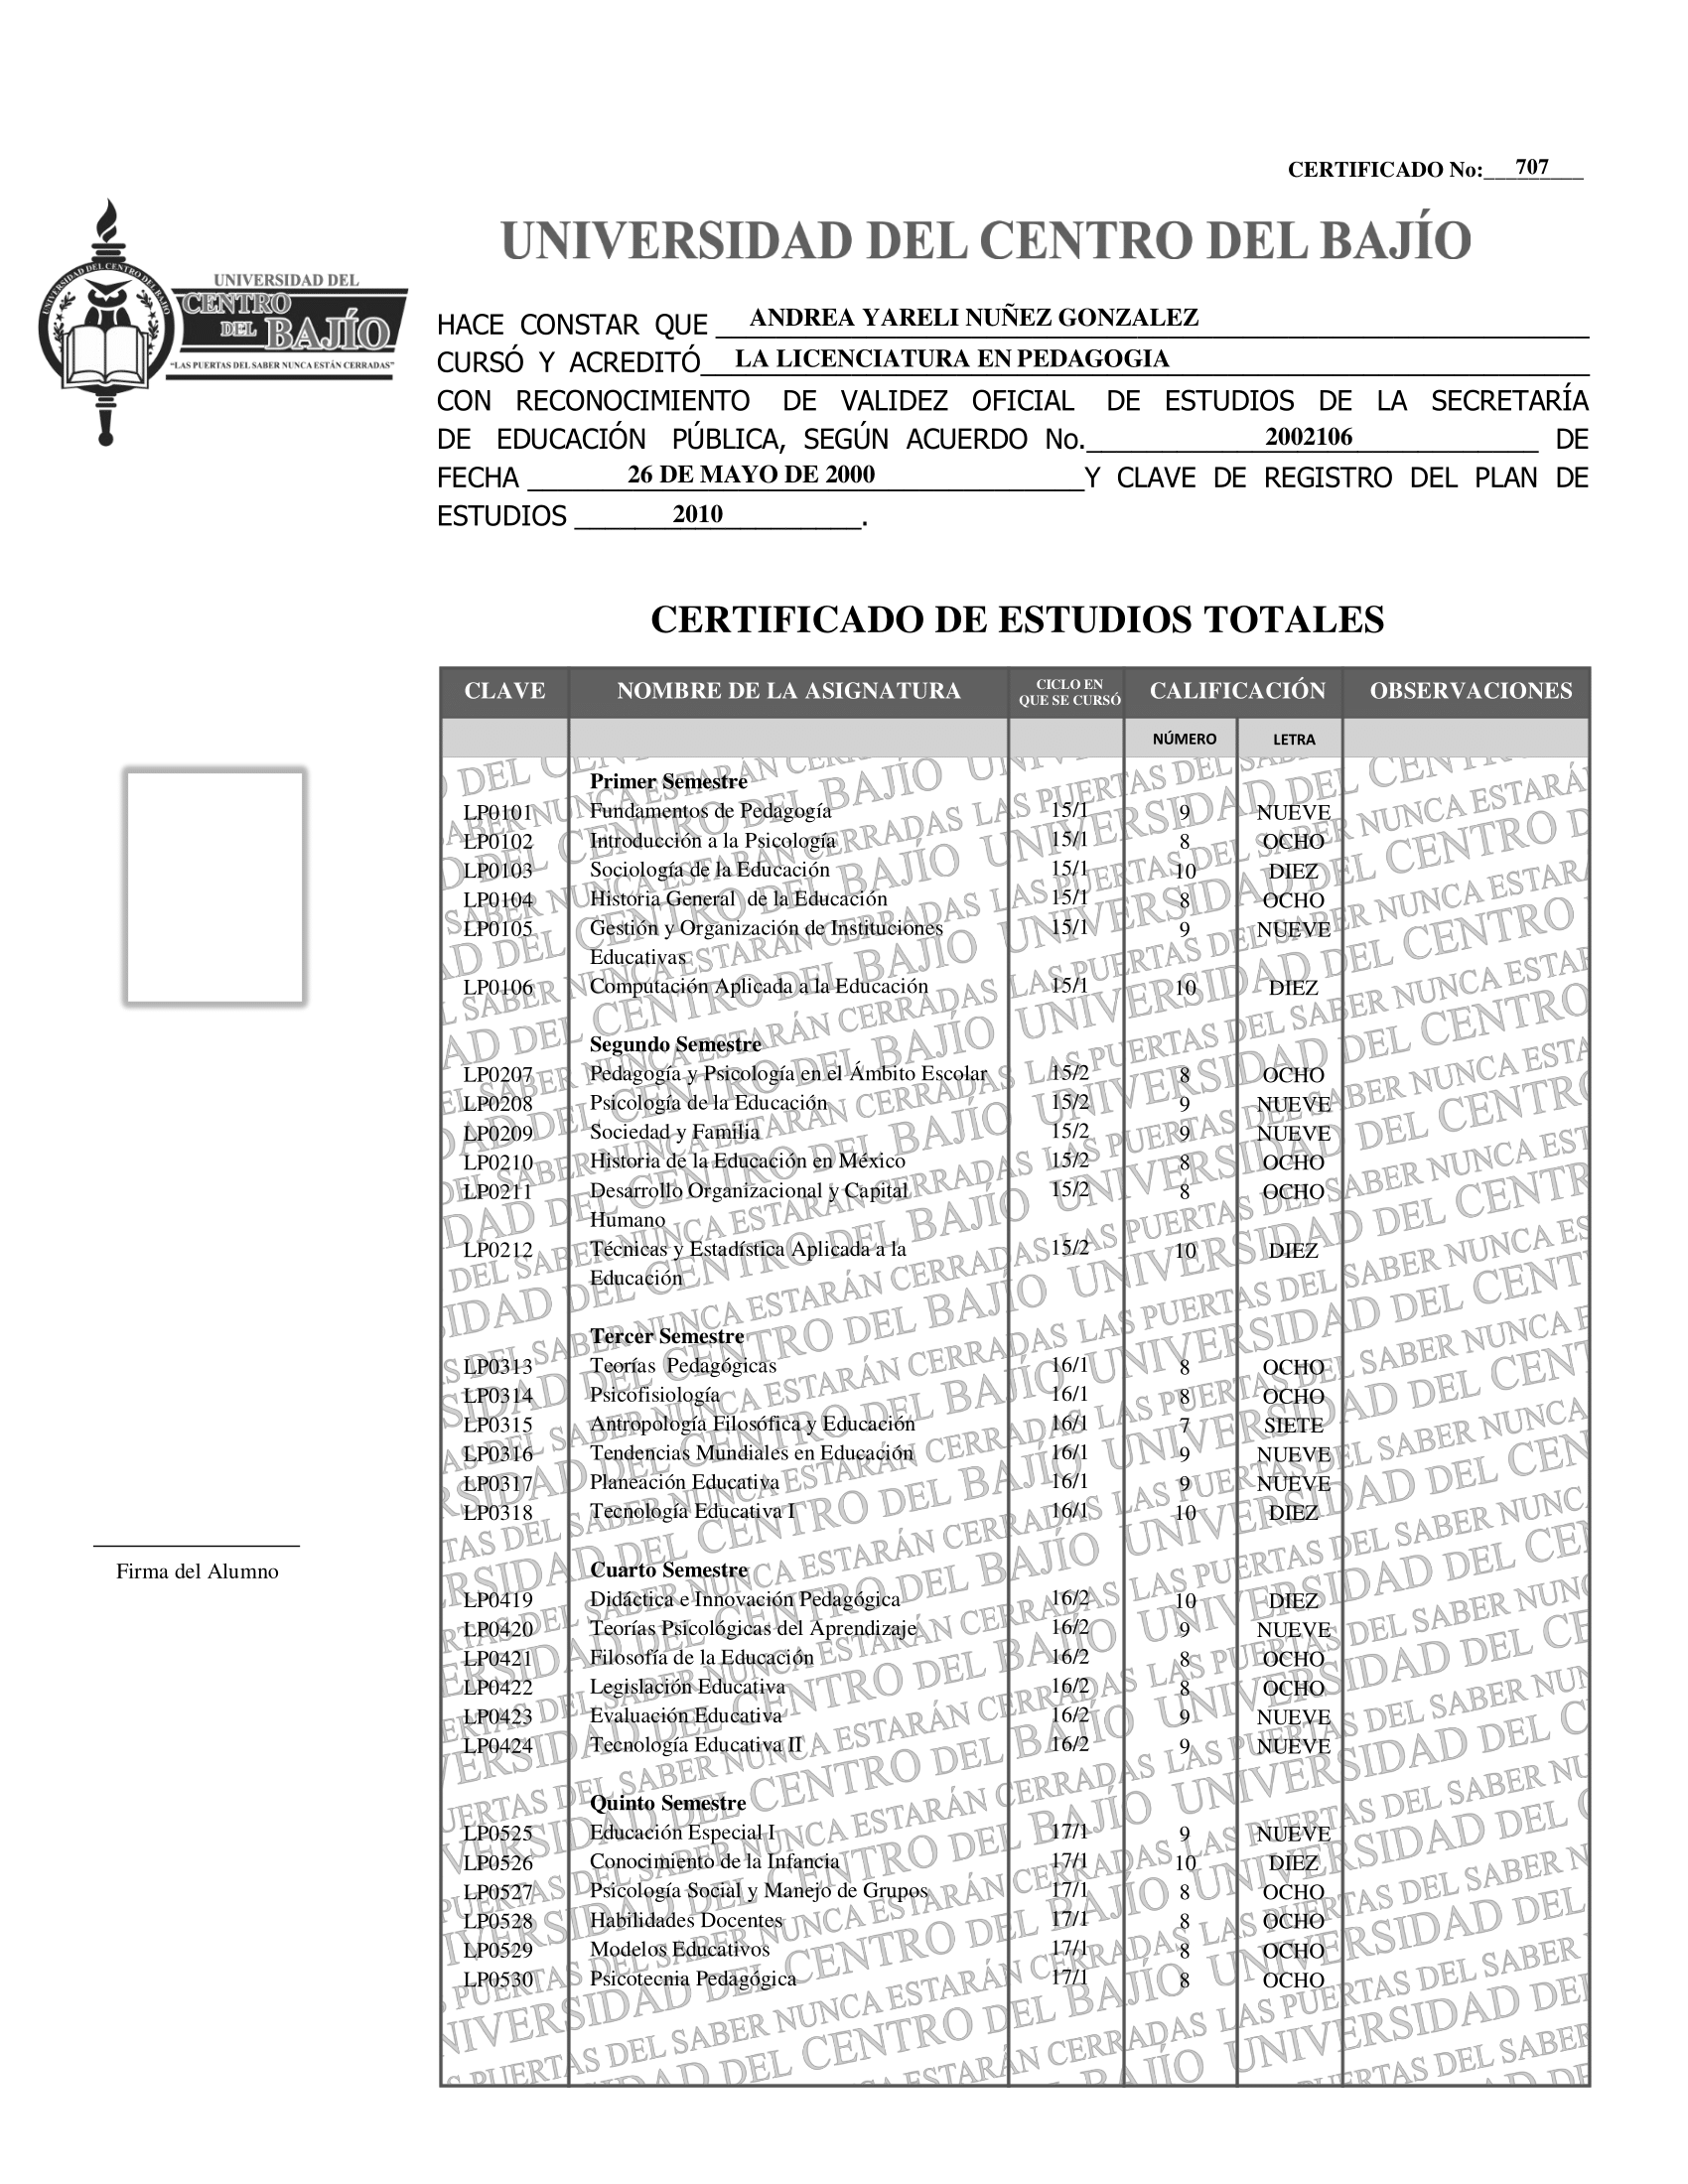 CERTIFICADO No:_________ 707
UNIVERSIDAD DEL CENTRO DEL BAJÍO
UNIVERSIDAD DEL CENTRO DEL BAJIO
UNIVERSIDAD DEL
CENTRO
DEL BAJÍO
"LAS PUERTAS DEL SABER NUNCA ESTÁN CERRADAS"
HACE CONSTAR QUE ANDREA YARELI NUÑEZ GONZALEZ
CURSÓ Y ACREDITÓ LA LICENCIATURA EN PEDAGOGIA
CON RECONOCIMIENTO DE VALIDEZ OFICIAL DE ESTUDIOS DE LA SECRETARÍA
DE EDUCACIÓN PÚBLICA, SEGÚN ACUERDO No. 2002106 DE
FECHA 26 DE MAYO DE 2000 Y CLAVE DE REGISTRO DEL PLAN DE
ESTUDIOS 2010.
CERTIFICADO DE ESTUDIOS TOTALES
CLAVE NOMBRE DE LA ASIGNATURA CICLO EN QUE SE CURSÓ CALIFICACIÓN OBSERVACIONES
NÚMERO LETRA
Primer Semestre
LP0101 Fundamentos de Pedagogía 15/1 9 NUEVE
LP0102 Introducción a la Psicología 15/1 8 OCHO
LP0103 Sociología de la Educación 15/1 10 DIEZ
LP0104 Historia General de la Educación 15/1 8 OCHO
LP0105 Gestión y Organización de Instituciones 15/1 9 NUEVE
Educativas
LP0106 Computación Aplicada a la Educación 15/1 10 DIEZ
Segundo Semestre
LP0207 Pedagogía y Psicología en el Ámbito Escolar 15/2 8 OCHO
LP0208 Psicología de la Educación 15/2 9 NUEVE
LP0209 Sociedad y Familia 15/2 9 NUEVE
LP0210 Historia de la Educación en México 15/2 8 OCHO
LP0211 Desarrollo Organizacional y Capital 15/2 8 OCHO
Humano
LP0212 Técnicas y Estadística Aplicada a la 15/2 10 DIEZ
Educación
Tercer Semestre
LP0313 Teorías Pedagógicas 16/1 8 OCHO
LP0314 Psicofisiología 16/1 8 OCHO
LP0315 Antropología Filosófica y Educación 16/1 7 SIETE
LP0316 Tendencias Mundiales en Educación 16/1 9 NUEVE
LP0317 Planeación Educativa 16/1 9 NUEVE
LP0318 Tecnología Educativa I 16/1 10 DIEZ
Cuarto Semestre
LP0419 Didáctica e Innovación Pedagógica 16/2 10 DIEZ
LP0420 Teorías Psicológicas del Aprendizaje 16/2 9 NUEVE
LP0421 Filosofía de la Educación 16/2 8 OCHO
LP0422 Legislación Educativa 16/2 8 OCHO
LP0423 Evaluación Educativa 16/2 9 NUEVE
LP0424 Tecnología Educativa II 16/2 9 NUEVE
Quinto Semestre
LP0525 Educación Especial I 17/1 9 NUEVE
LP0526 Conocimiento de la Infancia 17/1 10 DIEZ
LP0527 Psicología Social y Manejo de Grupos 17/1 8 OCHO
LP0528 Habilidades Docentes 17/1 8 OCHO
LP0529 Modelos Educativos 17/1 8 OCHO
LP0530 Psicotecnia Pedagógica 17/1 8 OCHO
Firma del Alumno
UNIVERSIDAD DEL CENTRO DEL BAJÍO
LAS PUERTAS DEL SABER NUNCA ESTARÁN CERRADAS